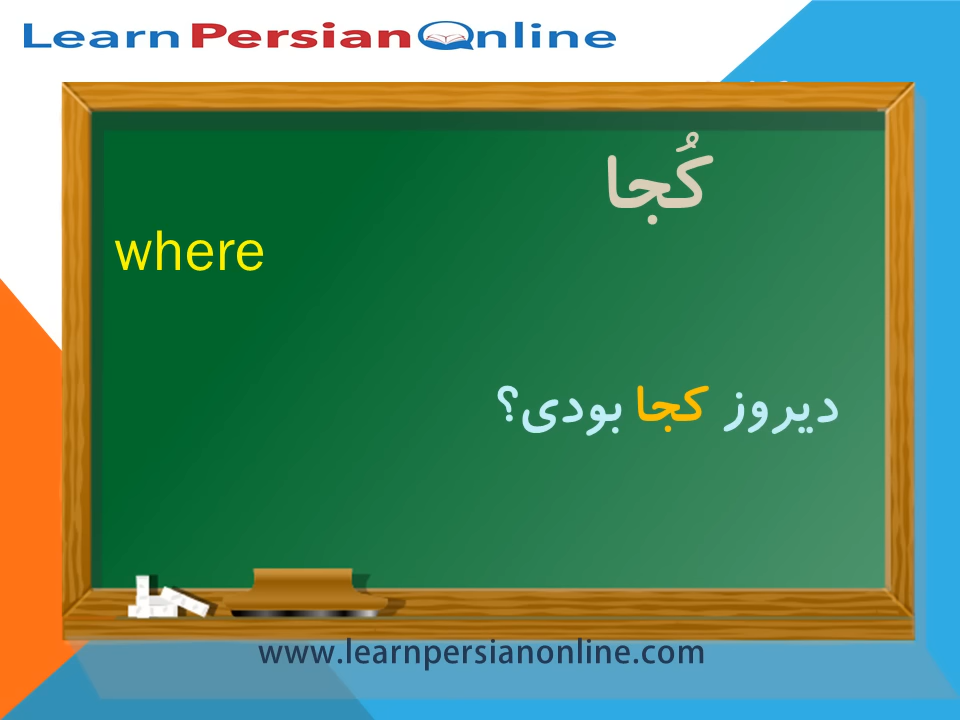 Learn Persian Online
کُجا
where
دیروز کجا بودی؟
www.learnpersianonline.com